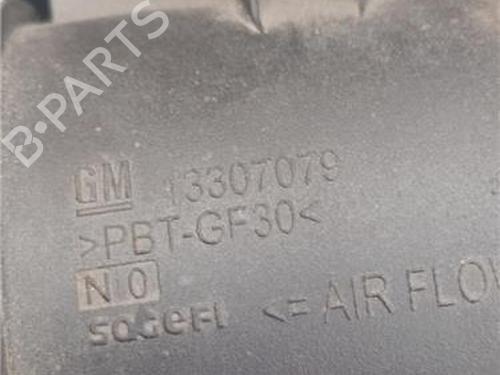 B-PARTS
GM 13307079
>PBT-GF30<
N 0
SOGEFI <= AIR FLOW